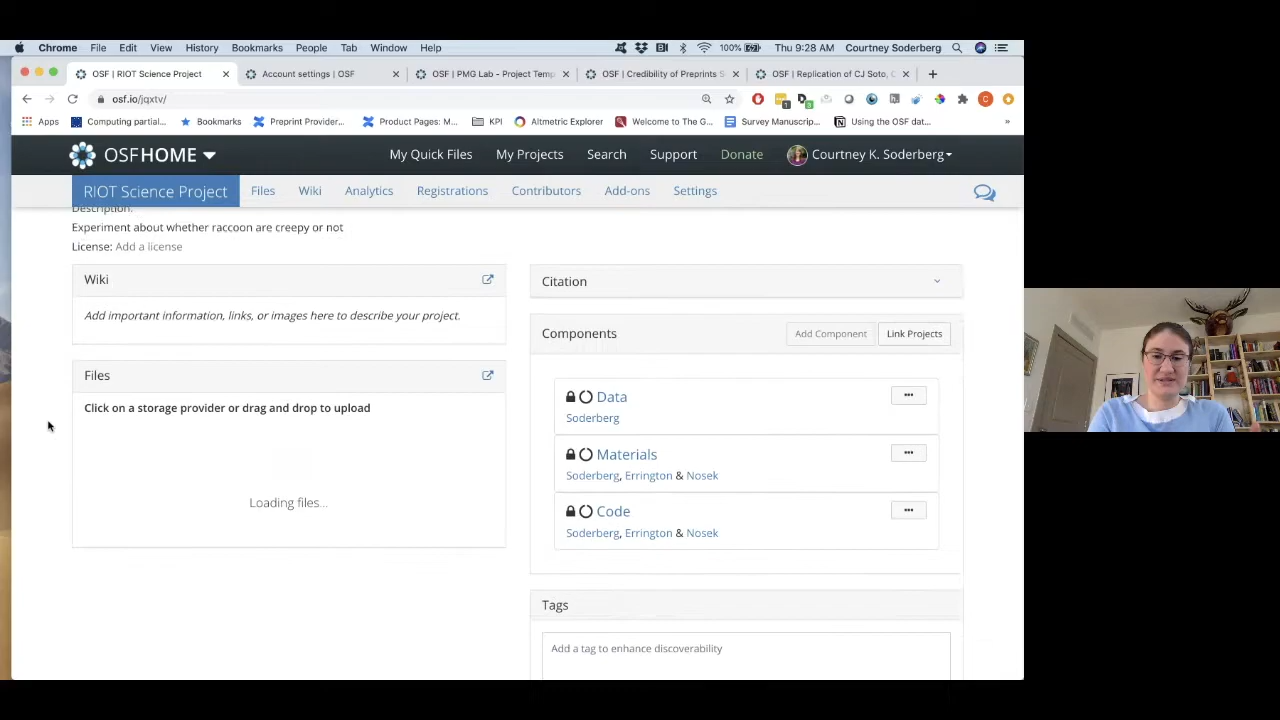 Chrome File Edit View History Bookmarks People Tab Window Help 100% Thu 9:28 AM Courtney Soderberg
OSF | RIOT Science Project Account settings | OSF OSF | PMG Lab - Project Temp OSF | Credibility of Preprints S OSF | Replication of CJ Soto, C
osf.io/jqxtv/
Apps Computing partial... Bookmarks Preprint Provider... Product Pages: M... KPI Altmetric Explorer Welcome to The G... Survey Manuscrip... Using the OSF dat... »
OSFHOME My Quick Files My Projects Search Support Donate Courtney K. Soderberg
RIOT Science Project Files Wiki Analytics Registrations Contributors Add-ons Settings
Description:
Experiment about whether raccoon are creepy or not
License: Add a license
Wiki
Add important information, links, or images here to describe your project.
Files
Click on a storage provider or drag and drop to upload
Loading files...
Citation
Components Add Component Link Projects
Data
Soderberg
Materials
Soderberg, Errington & Nosek
Code
Soderberg, Errington & Nosek
Tags
Add a tag to enhance discoverability